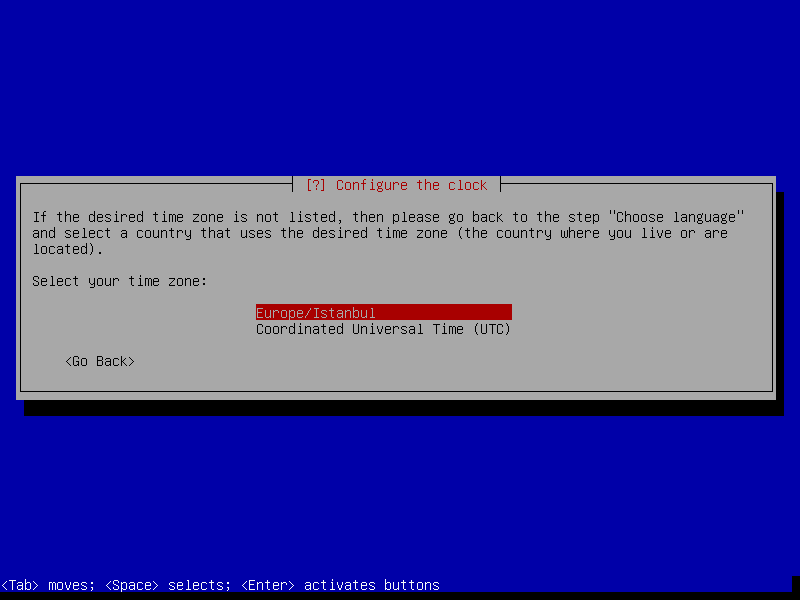 [?] Configure the clock
If the desired time zone is not listed, then please go back to the step "Choose language"
and select a country that uses the desired time zone (the country where you live or are
located).
Select your time zone:
Europe/Istanbul
Coordinated Universal Time (UTC)
<Go Back>
<Tab> moves; <Space> selects; <Enter> activates buttons